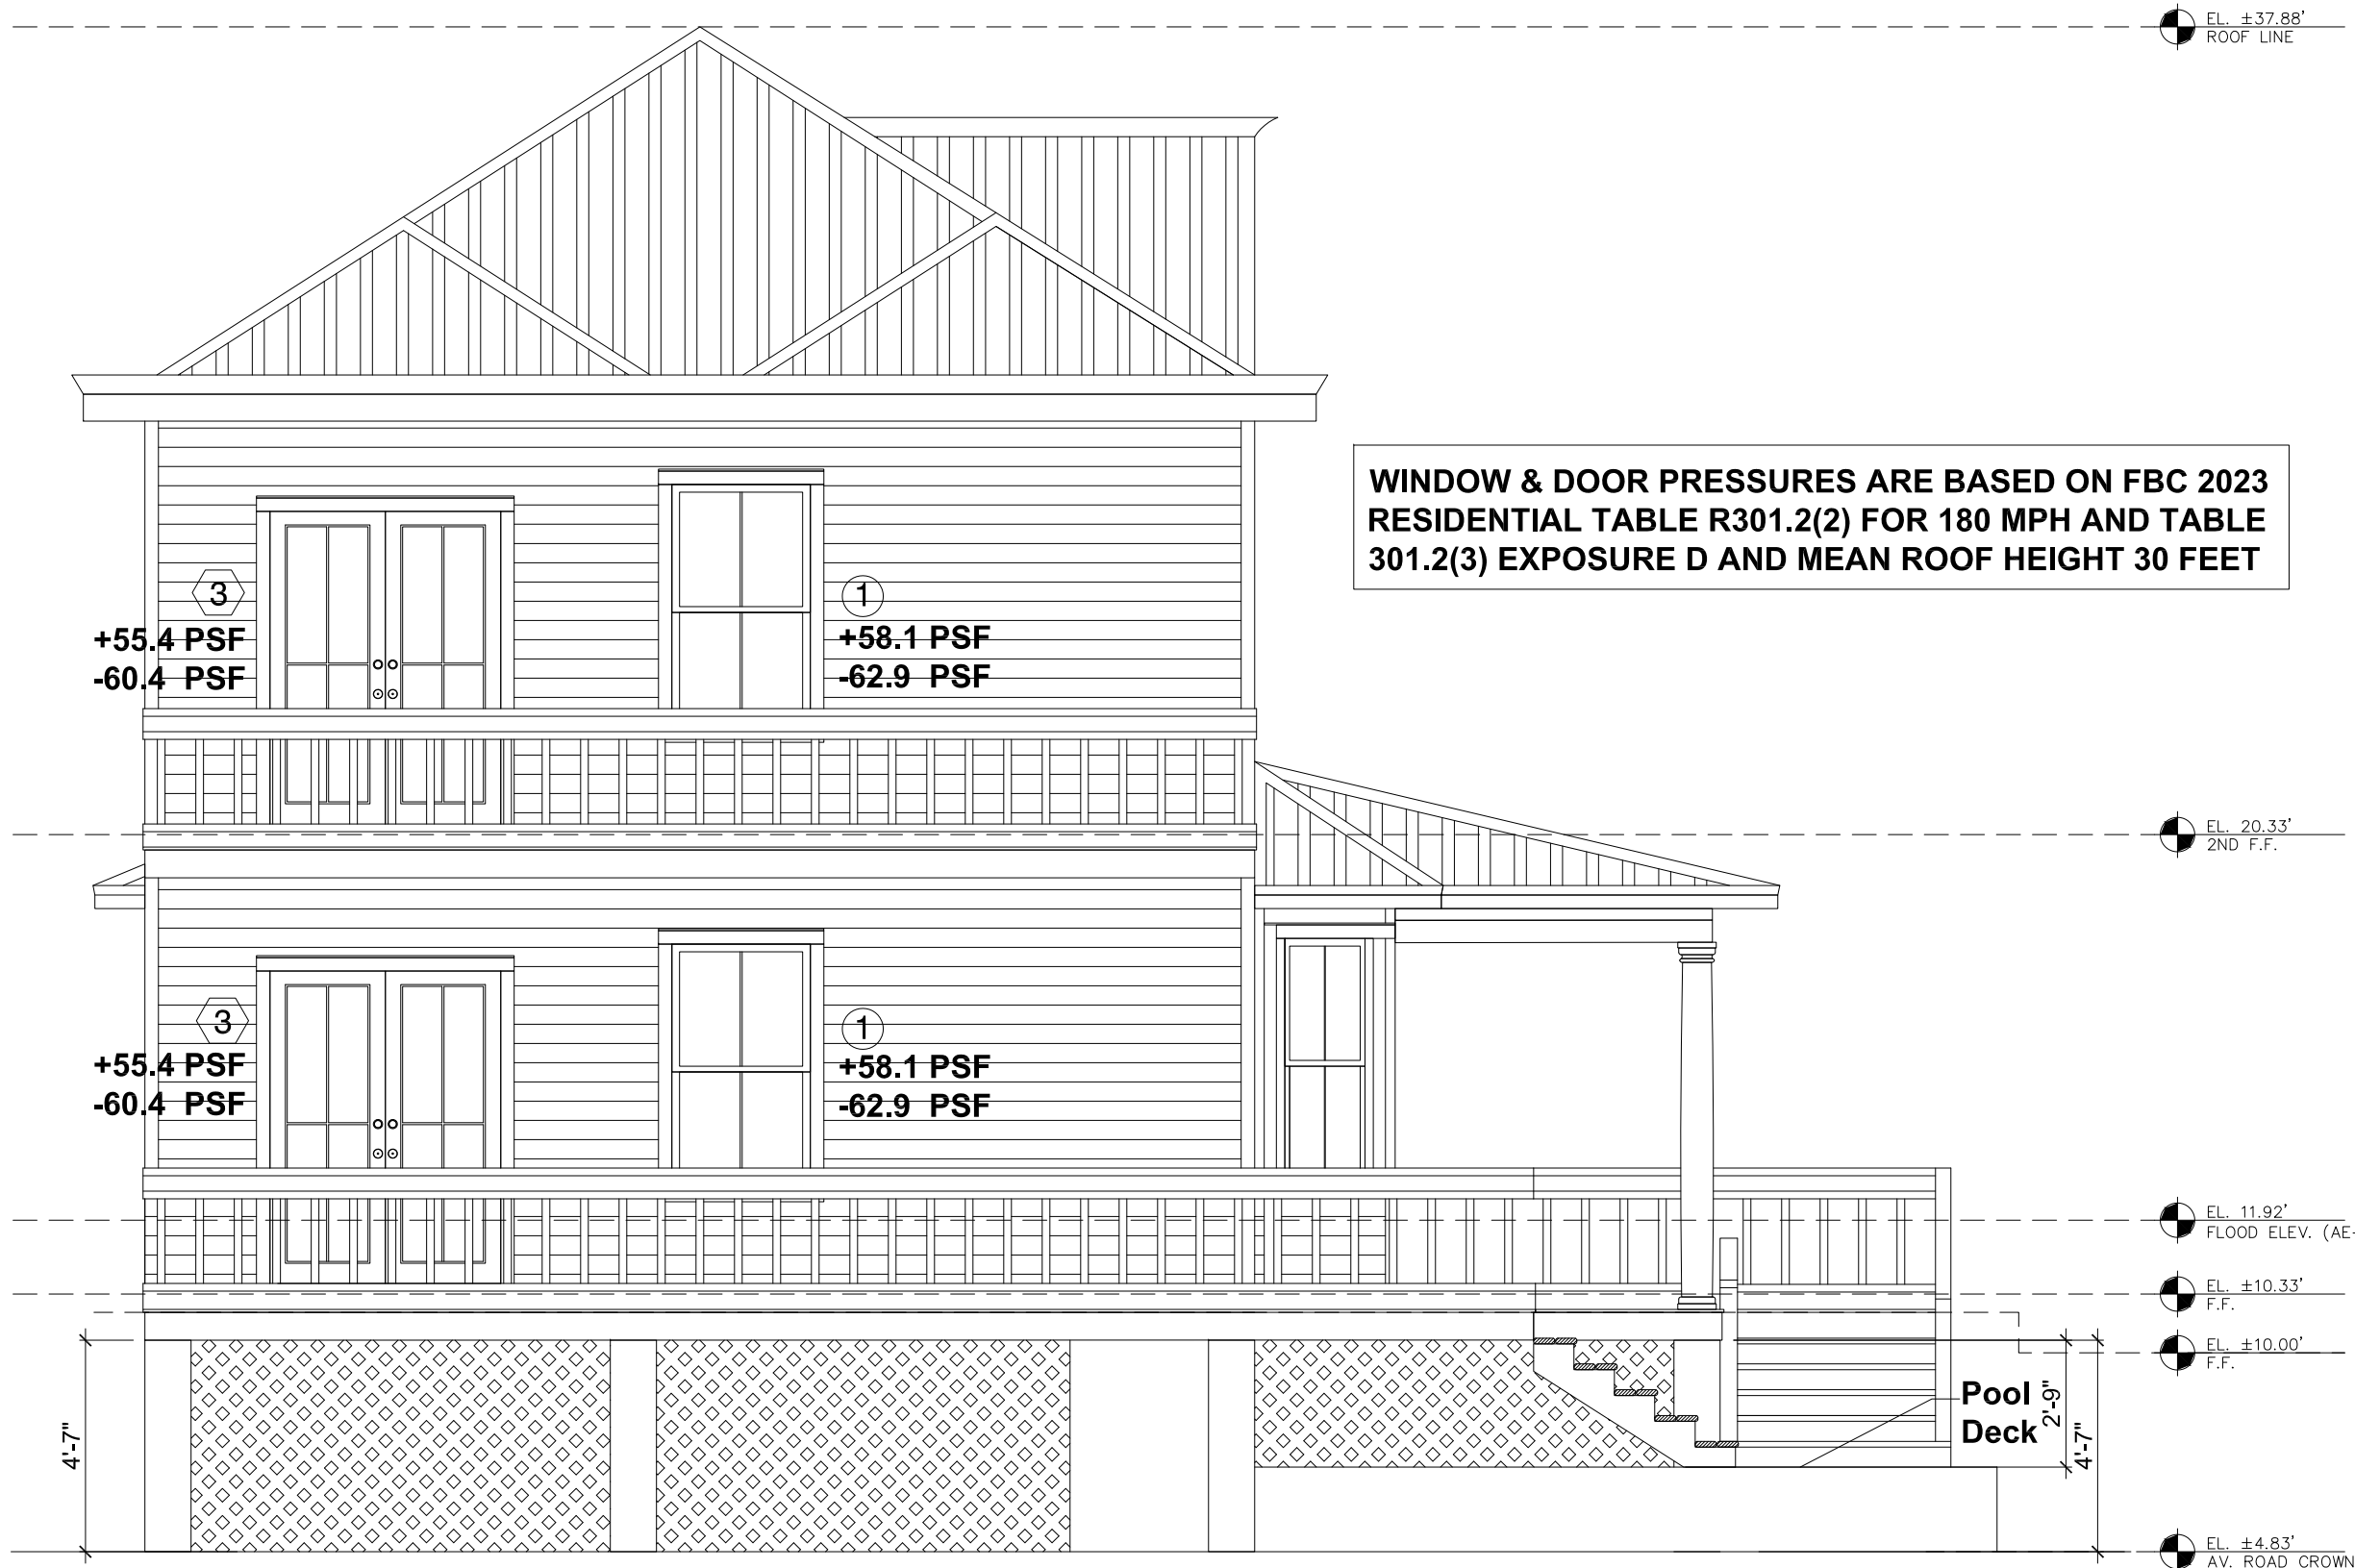 EL. ±37.88'
ROOF LINE
WINDOW & DOOR PRESSURES ARE BASED ON FBC 2023
RESIDENTIAL TABLE R301.2(2) FOR 180 MPH AND TABLE
301.2(3) EXPOSURE D AND MEAN ROOF HEIGHT 30 FEET
3
+55.4 PSF
-60.4 PSF
1
+58.1 PSF
-62.9 PSF
EL. 20.33'
2ND F.F.
3
+55.4 PSF
-60.4 PSF
1
+58.1 PSF
-62.9 PSF
EL. 11.92'
FLOOD ELEV. (AE-
EL. ±10.33'
F.F.
EL. ±10.00'
F.F.
Pool
Deck
2'-9"
4'-7"
4'-7"
EL. ±4.83'
AV. ROAD CROWN